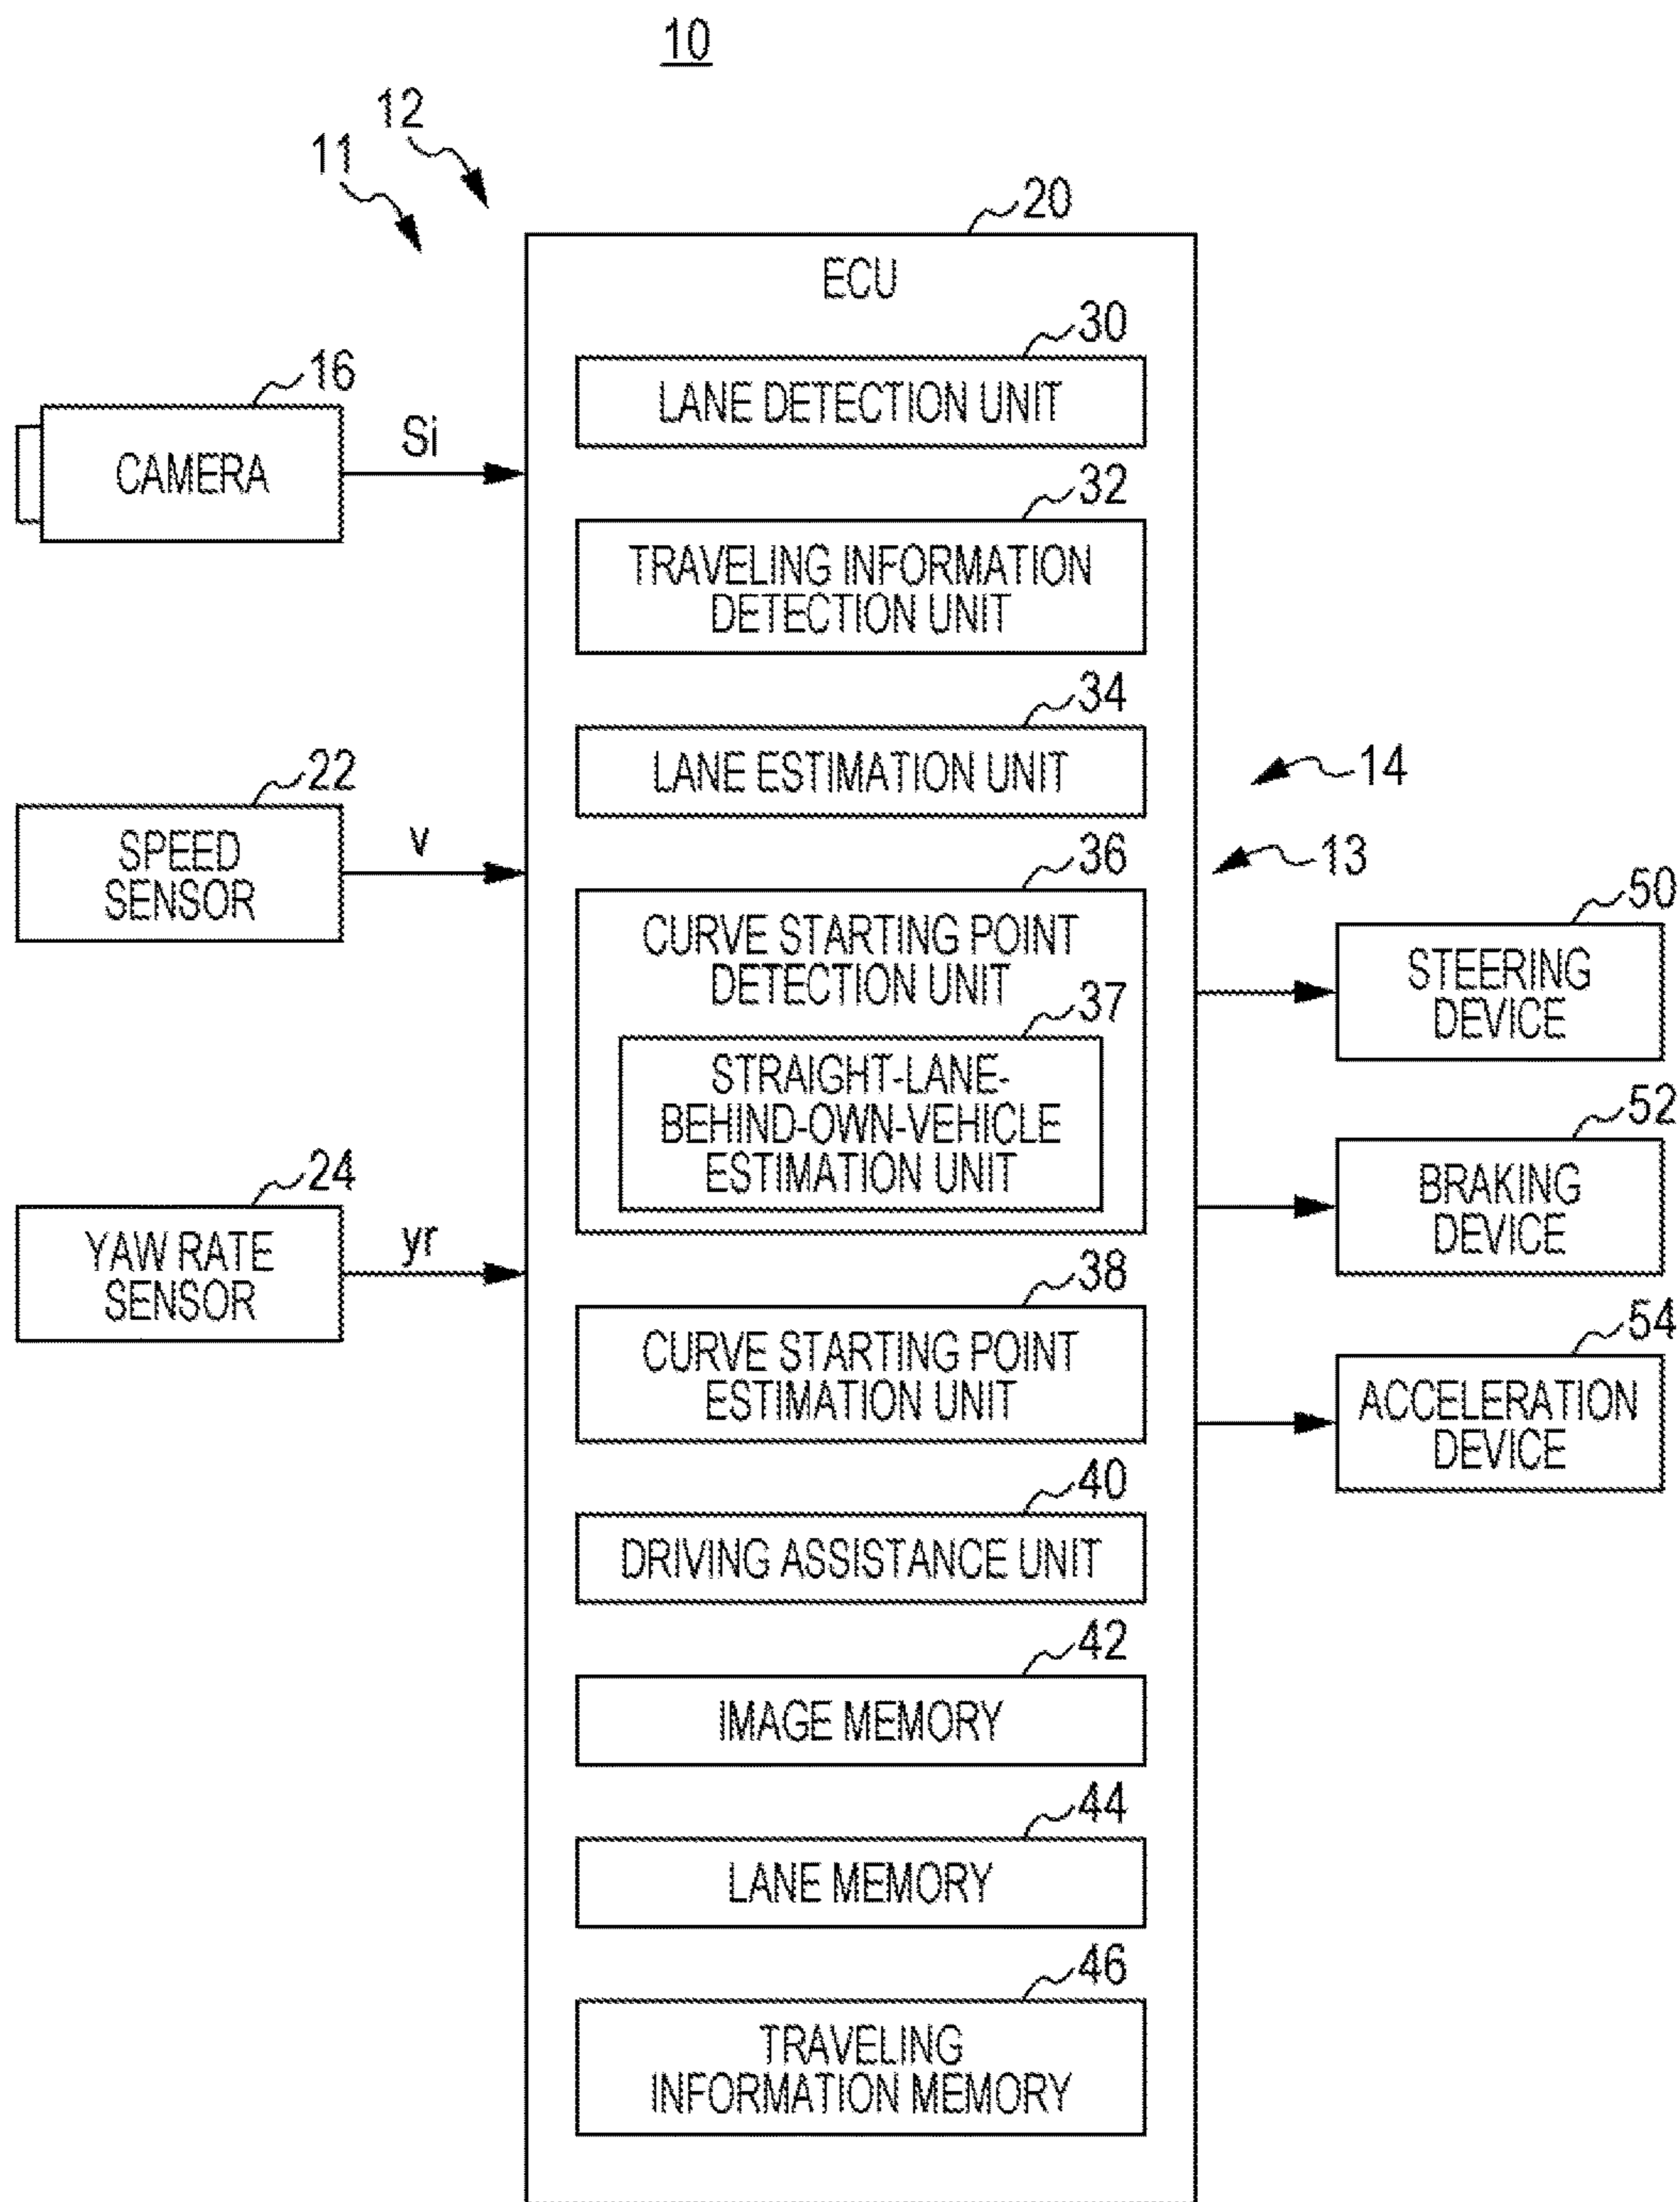 10
12
11
20
ECU
30
LANE DETECTION UNIT
16
CAMERA
Si
32
TRAVELING INFORMATION
DETECTION UNIT
34
LANE ESTIMATION UNIT
14
22
SPEED
SENSOR
v
13
36
CURVE STARTING POINT
DETECTION UNIT
37
STRAIGHT-LANE-
BEHIND-OWN-VEHICLE
ESTIMATION UNIT
50
STEERING
DEVICE
52
BRAKING
DEVICE
24
YAW RATE
SENSOR
yr
38
CURVE STARTING POINT
ESTIMATION UNIT
54
ACCELERATION
DEVICE
40
DRIVING ASSISTANCE UNIT
42
IMAGE MEMORY
44
LANE MEMORY
46
TRAVELING
INFORMATION MEMORY